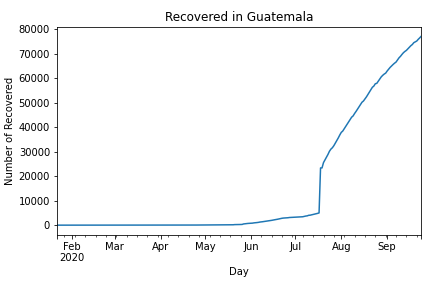 Recovered in Guatemala
80000
70000
60000
50000
40000
30000
20000
10000
0
Number of Recovered
Feb Mar Apr May Jun Jul Aug Sep
2020
Day